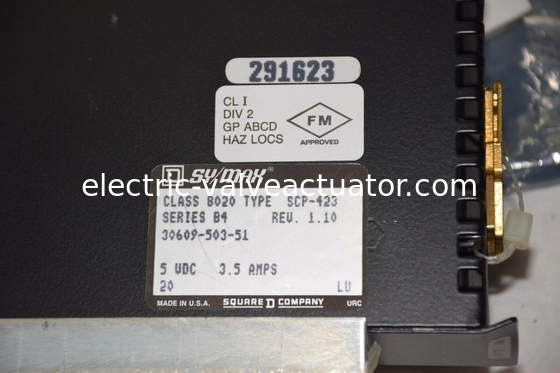 291623
CL I
DIV 2
GP ABCD
HAZ LOCS
FM
APPROVED
SY/MAX
electric-valveactuator.com
CLASS 8020 TYPE SCP-423
SERIES B4 REV. 1.10
30609-503-51
5 VDC 3.5 AMPS
20 LU
MADE IN U.S.A. SQUARE D COMPANY URC